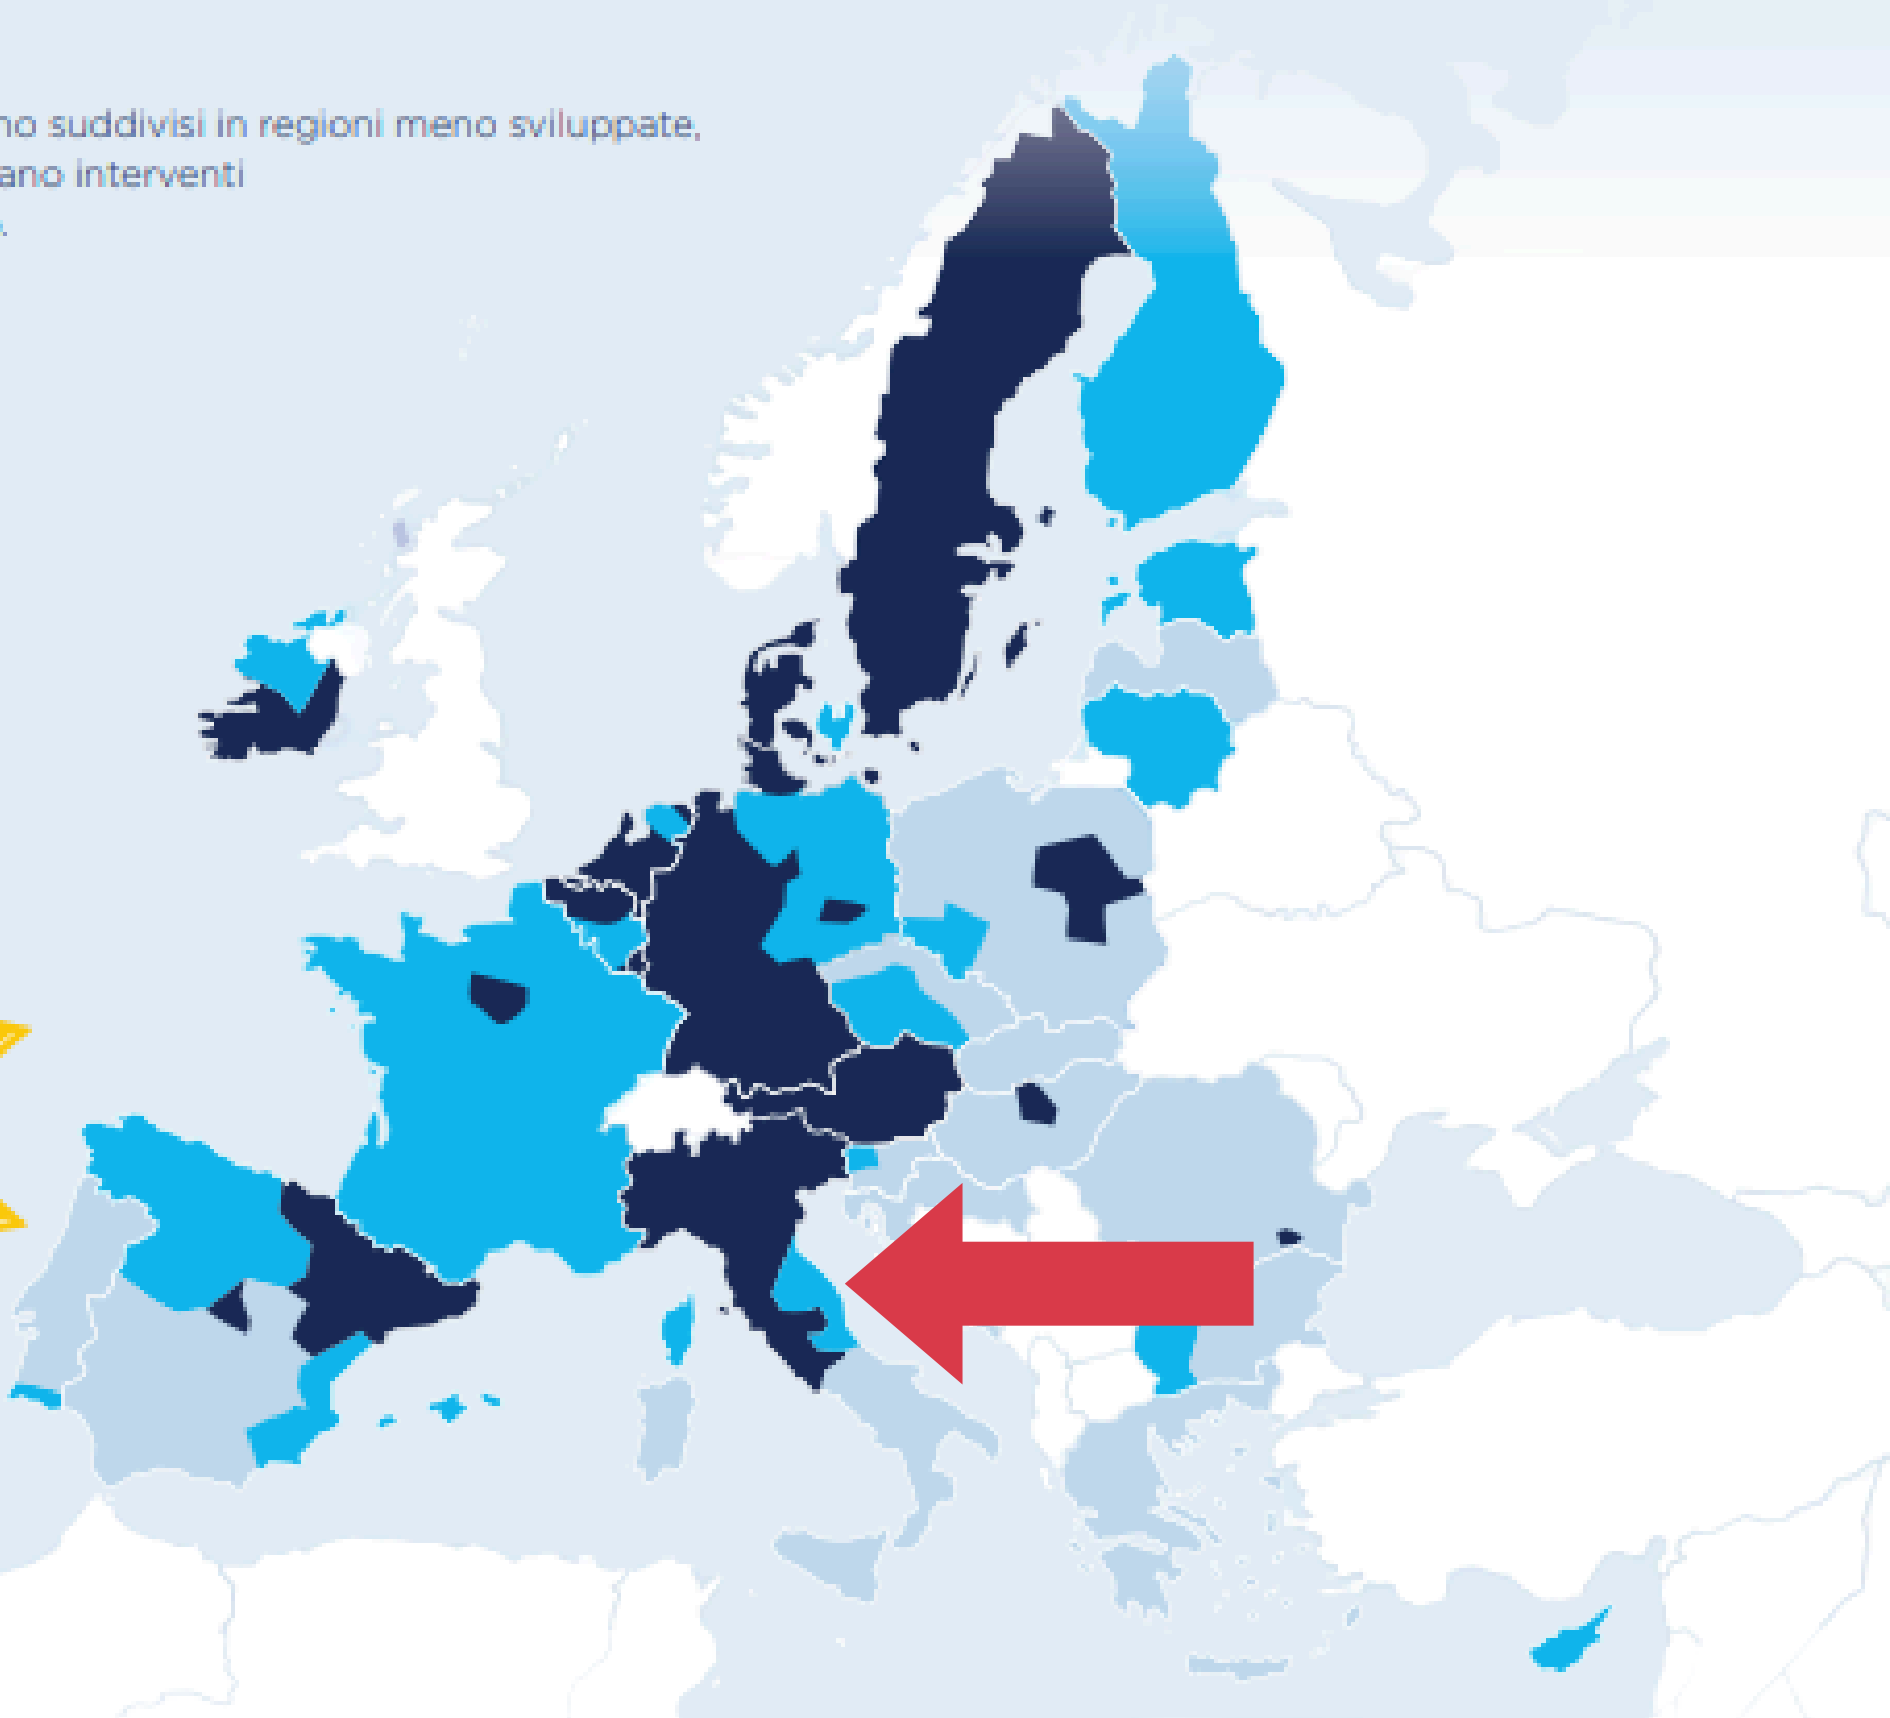 no suddivisi in regioni meno sviluppate,
ano interventi
.